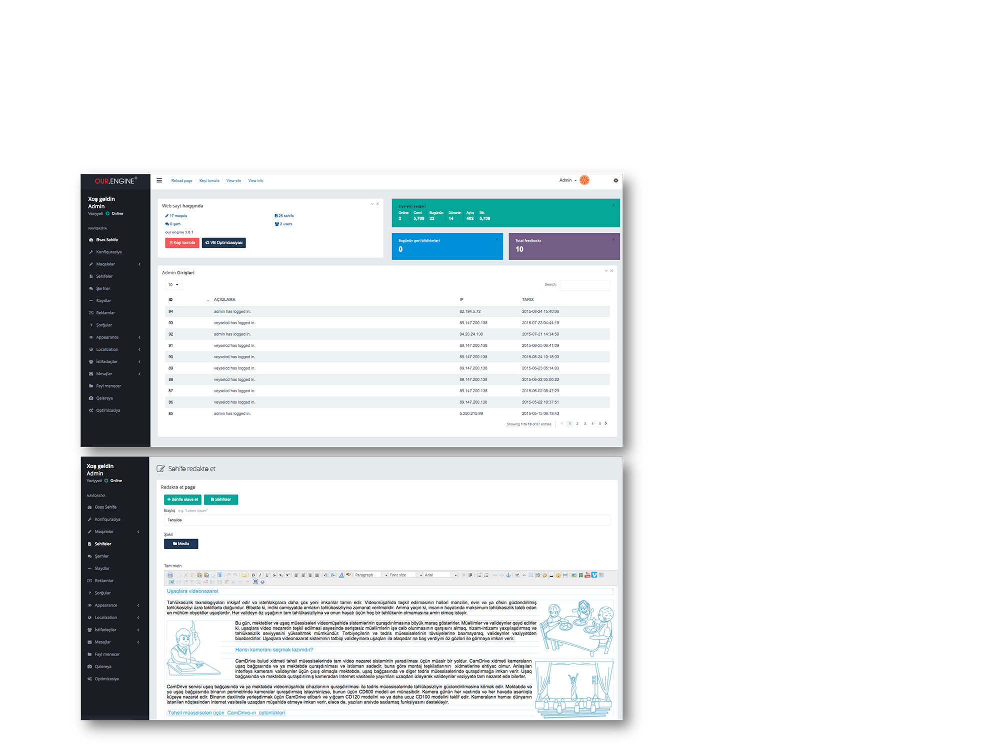 OUR.ENGINE®
Reload page
Keşi təmizlə
View site
View info
Admin
Xoş gəldin
Admin
Vəziyyəti Online
NAVİQASİYA
Əsas Səhifə
Konfiqurasiya
Məqalələr
Səhifələr
Şərhlər
Slaydlar
Reklamlar
Sorğular
Appearance
Localization
İstifadəçilər
Mesajlar
Fayl menecer
Qalereya
Optimizasiya
Web sayt haqqında
17 məqalə
25 səhifə
0 şərh
2 users
our engine 3.0.1
Keşi təmizlə
VB Optimizasiyası
Ziyarətçi sayğacı
Online Cəmi Bugünün Dünənin Aylıq İllik
2 5,709 22 14 402 5,709
Bugünün geri bildirimləri
0
Total feedbacks
10
Admin Girişləri
10
Search:
ID AÇIQLAMA IP TARIX
94 admin has logged in. 82.194.5.72 2015-08-24 15:40:06
93 veyselcd has logged in. 89.147.200.138 2015-07-23 04:44:19
92 admin has logged in. 94.20.24.100 2015-07-21 14:34:59
91 veyselcd has logged in. 89.147.200.138 2015-06-25 06:41:09
90 veyselcd has logged in. 89.147.200.138 2015-06-24 10:18:03
89 veyselcd has logged in. 89.147.200.138 2015-06-23 05:14:03
88 veyselcd has logged in. 89.147.200.138 2015-06-22 05:00:22
87 veyselcd has logged in. 89.147.200.138 2015-06-02 08:47:29
86 veyselcd has logged in. 89.147.200.138 2015-05-22 10:37:51
85 admin has logged in. 5.250.215.99 2015-05-15 06:19:43
Showing 1 to 10 of 67 entries
1 2 3 4 5
Xoş gəldin
Admin
Vəziyyəti Online
NAVİQASİYA
Əsas Səhifə
Konfiqurasiya
Məqalələr
Səhifələr
Şərhlər
Slaydlar
Reklamlar
Sorğular
Appearance
Localization
İstifadəçilər
Mesajlar
Fayl menecer
Qalereya
Optimizasiya
Səhifə redaktə et
Redaktə et page
Səhifə əlavə et
Səhifələr
Başlıq e.g. "Lorem Ipsum"
Təhsildə
Şəkil
Media
Tam mətn
Paragraph Font size Arial
Uşaqlara videonəzarət
Təhlükəsizlik texnologiyaları inkişaf edir və istehlakçılara daha çox yeni imkanlar təmin edir. Videomüşahidə təşkil edilməsinin həlləri mənzilin, evin və ya ofisin gücləndirilmiş
təhlükəsizliyi üzrə təkliflərlə dolğundur. Əlbəttə ki, indiki cəmiyyətdə əmlakın təhlükəsizliyinə zəmanət verilməlidir. Amma yəqin ki, insanın həyatında maksimum təhlükəsizlik tələb edən
ən mühüm obyektlər uşaqlardır. Hər valideyn öz uşağının tam təhlükəsizliyinə və onun həyatı üçün heç bir təhlükənin olmamasına əmin olmaq istəyir.
Bu gün, məktəblər və uşaq müəssisələri videomüşahidə sistemlərinin quraşdırılmasına böyük maraq göstərirlər. Müəllimlər və valideynlər qeyd edirlər
ki, uşaqlara video nəzarətin təşkil edilməsi sayəsində səriştəsiz müəllimlərin işə cəlb olunmasının qarşısını almaq, nizam-intizamı yaxşılaşdırmaq və
təhlükəsizlik səviyyəsini yüksəltmək mümkündür. Tərbiyəçilərin və tədris müəssisələrinin tövsiyələrinə baxmayaraq, valideynlər vəziyyətdən
bixəbərdirlər. Uşaqlara videonəzarət sisteminin tətbiqi valideynlərə uşaqları ilə əlaqədar nə baş verdiyini öz gözləri ilə görməyə imkan verir.
Hansı kameranı seçmək lazımdır?
CamDrive bulud xidməti təhsil müəssisələrində tam video nəzarət sisteminin yaradılması üçün müasir bir yoldur. CamDrive xidməti kameraların
uşaq bağçasında və ya məktəbdə quraşdırılması və istismarı sadədir, buna görə montaj təşkilatlarının xidmətlərinə ehtiyac olmur. Anlaşılan
interfeys kameranı valideynlər üçün çıxış olmaqla məktəbdə, uşaq bağçasında və digər tədris müəssisələrində quraşdırmağa imkan verir. Uşaq
bağçasında və məktəbdə quraşdırılmış kameradan Internet vasitəsilə yayımları uzaqdan izləyərək valideynlər vəziyyətə tam nəzarət edə bilərlər.
CamDrive servisi uşaq bağçasında və ya məktəbdə videomüşahidə cihazlarının quraşdırılması ilə tədris müəssisələrində təhlükəsizliyin gücləndirilməsinə kömək edir. Məktəbdə və
ya uşaq bağçasında binanın perimetrində kameralar quraşdırmaq istəyirsinizsə, bunun üçün CD600 modeli ən münasibdir. Kamera günün hər vaxtında və hər havada asanlıqla
küçəyə nəzarət edir. Binanın daxilində yerləşdirmək üçün CamDrive etibarlı və yığcam CD120 modelini və ya daha ucuz CD100 modelini təklif edir. Kameraların hamısı dünyanın
istənilən nöqtəsindən internet vasitəsilə uzaqdan müşahidə etməyə imkan verir, eləcə də, yazıları arxivdə saxlamaq funksiyasını dəstəkləyir.
Təhsil müəssisələri üçün CamDrive-ın üstünlükləri